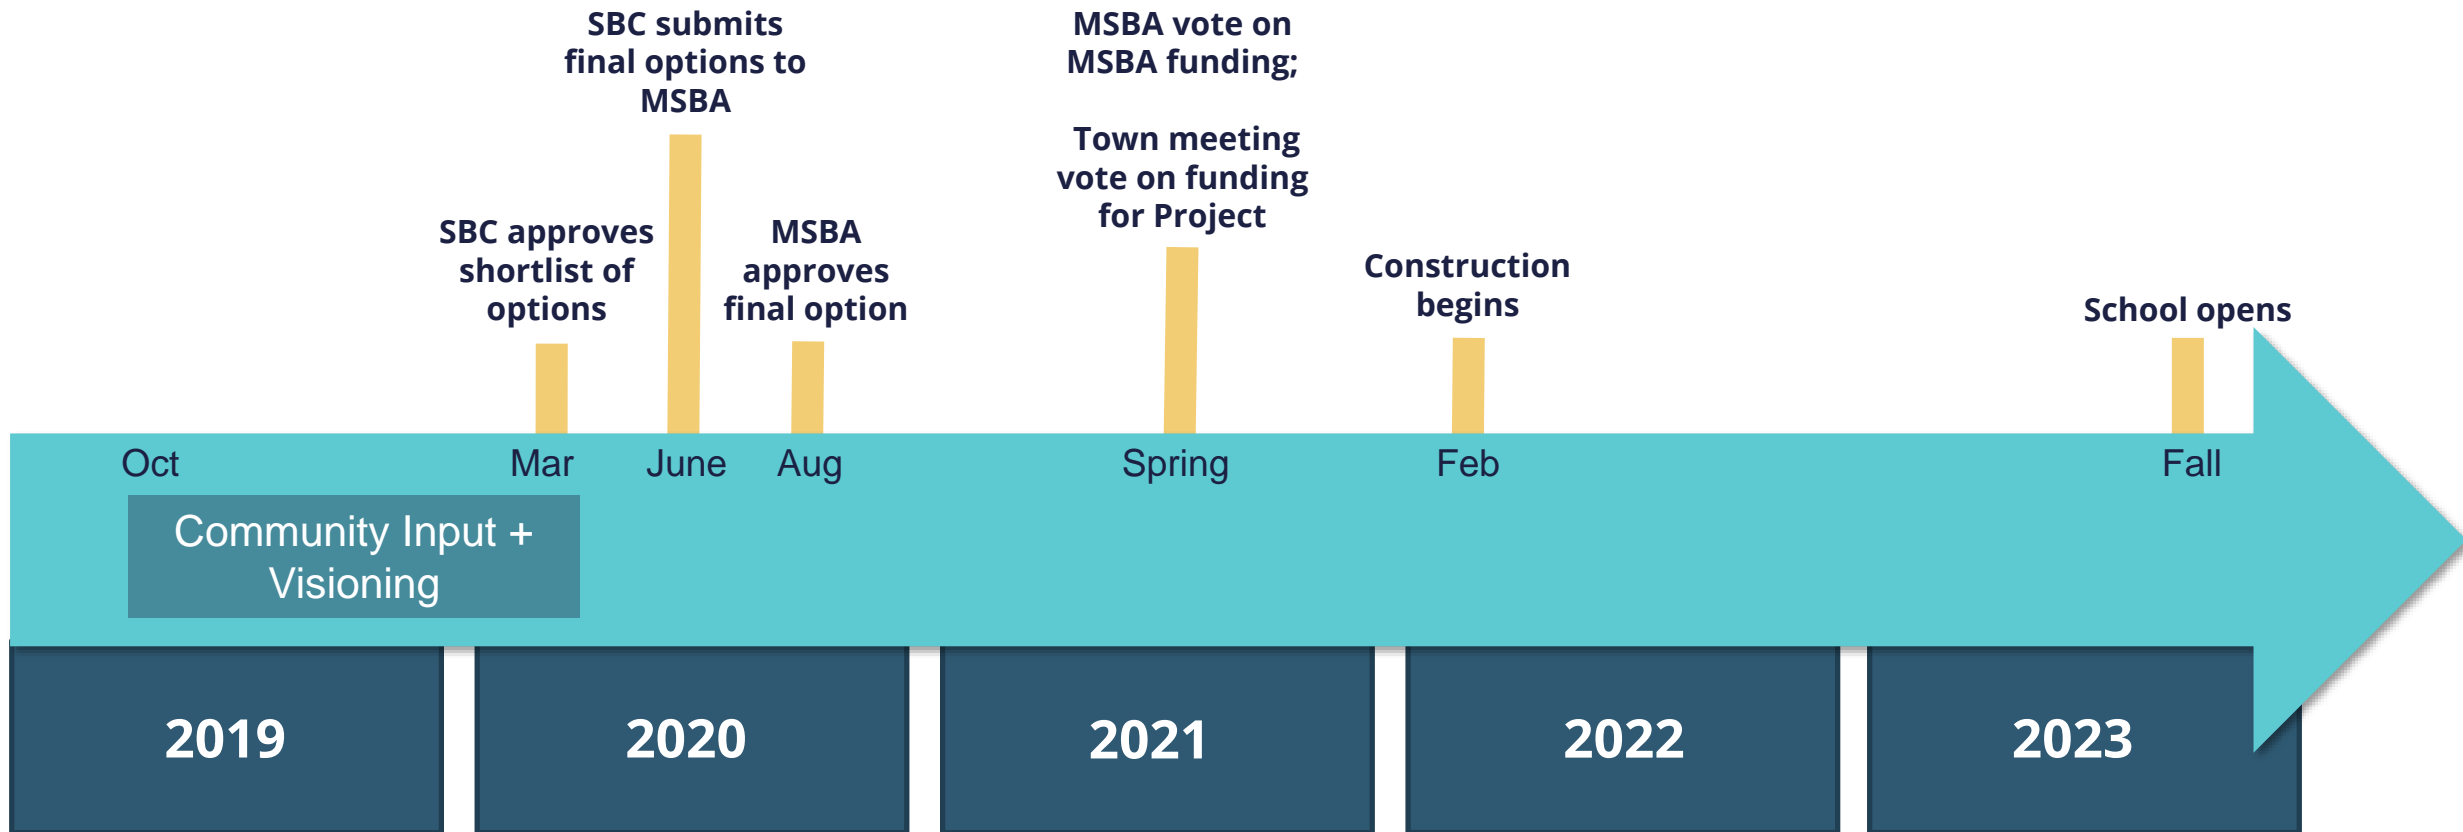 SBC submits
final options to
MSBA
MSBA vote on
MSBA funding;
Town meeting
vote on funding
for Project
SBC approves
shortlist of
options
MSBA
approves
final option
Construction
begins
School opens
Oct
Mar
June
Aug
Spring
Feb
Fall
Community Input +
Visioning
2019
2020
2021
2022
2023